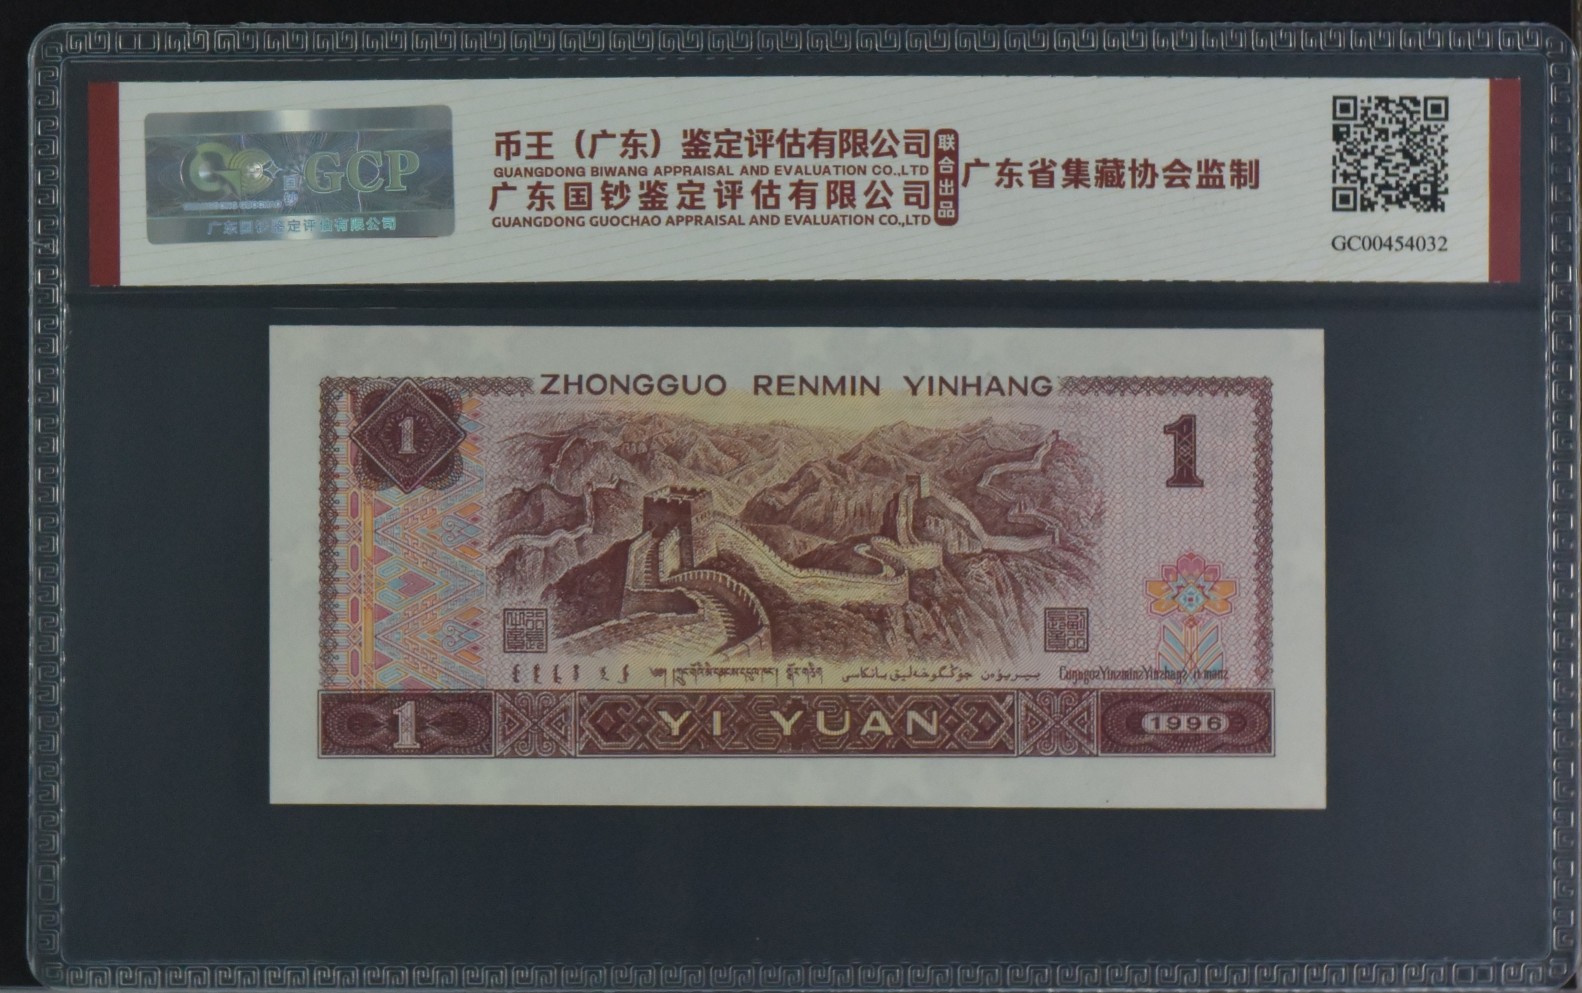 币王（广东）鉴定评估有限公司
GUANGDONG BIWANG APPRAISAL AND EVALUATION CO.,LTD
广东国钞鉴定评估有限公司
GUANGDONG GUOCHAO APPRAISAL AND EVALUATION CO.,LTD
联合出品
广东省集藏协会监制
GCP
广东国钞鉴定评估有限公司
GC00454032
ZHONGGUO RENMIN YINHANG
1
1
1
YI YUAN
1996